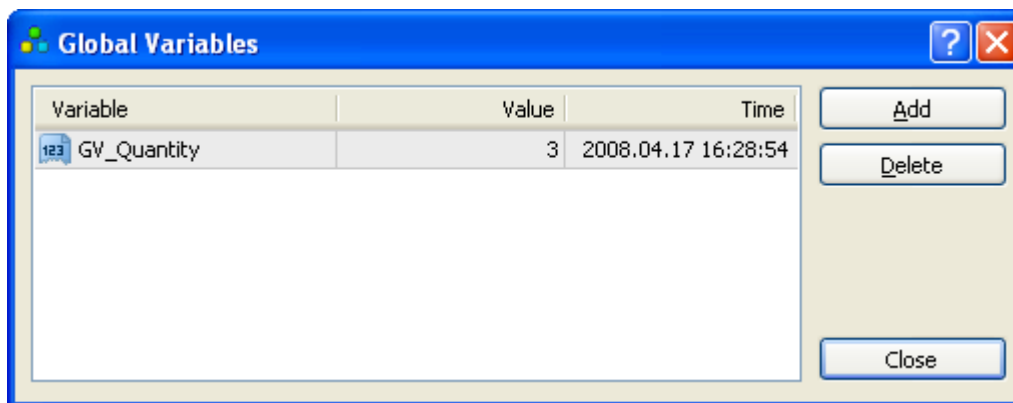 Global Variables
Variable Value Time Add
123 GV_Quantity 3 2008.04.17 16:28:54
Delete
Close